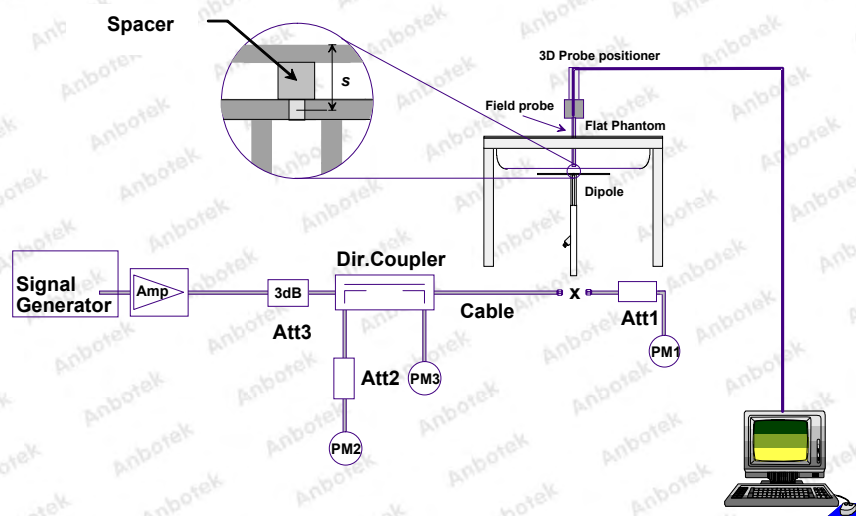 Spacer
s
3D Probe positioner
Field probe
Flat Phantom
Dipole
Signal
Generator
Amp
3dB
Att3
Dir.Coupler
Cable
x
Att1
PM1
Att2
PM3
PM2
Anbotek